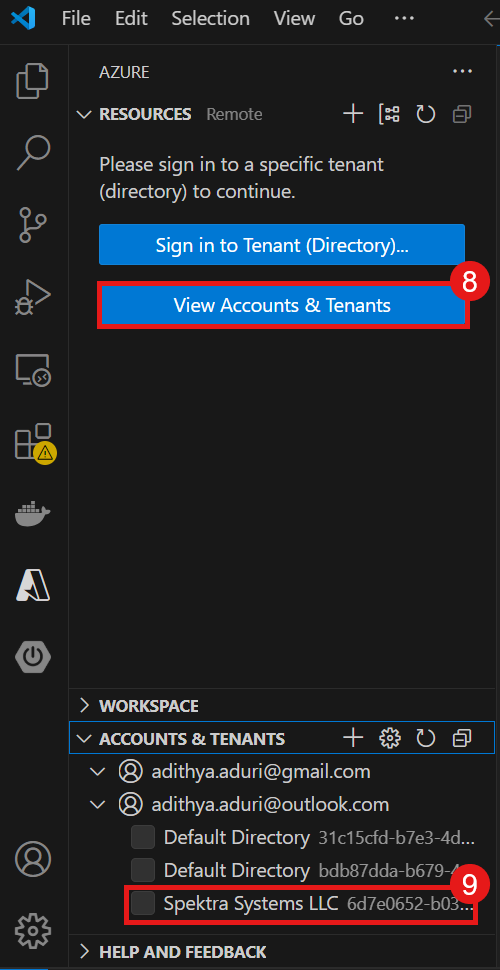 File Edit Selection View Go ...
AZURE ...
RESOURCES Remote
Please sign in to a specific tenant
(directory) to continue.
Sign in to Tenant (Directory)...
8
View Accounts & Tenants
WORKSPACE
ACCOUNTS & TENANTS
adithya.aduri@gmail.com
adithya.aduri@outlook.com
Default Directory 31c15cfd-b7e3-4d...
Default Directory bdb87dda-b679-4
9
Spektra Systems LLC 6d7e0652-b03...
HELP AND FEEDBACK